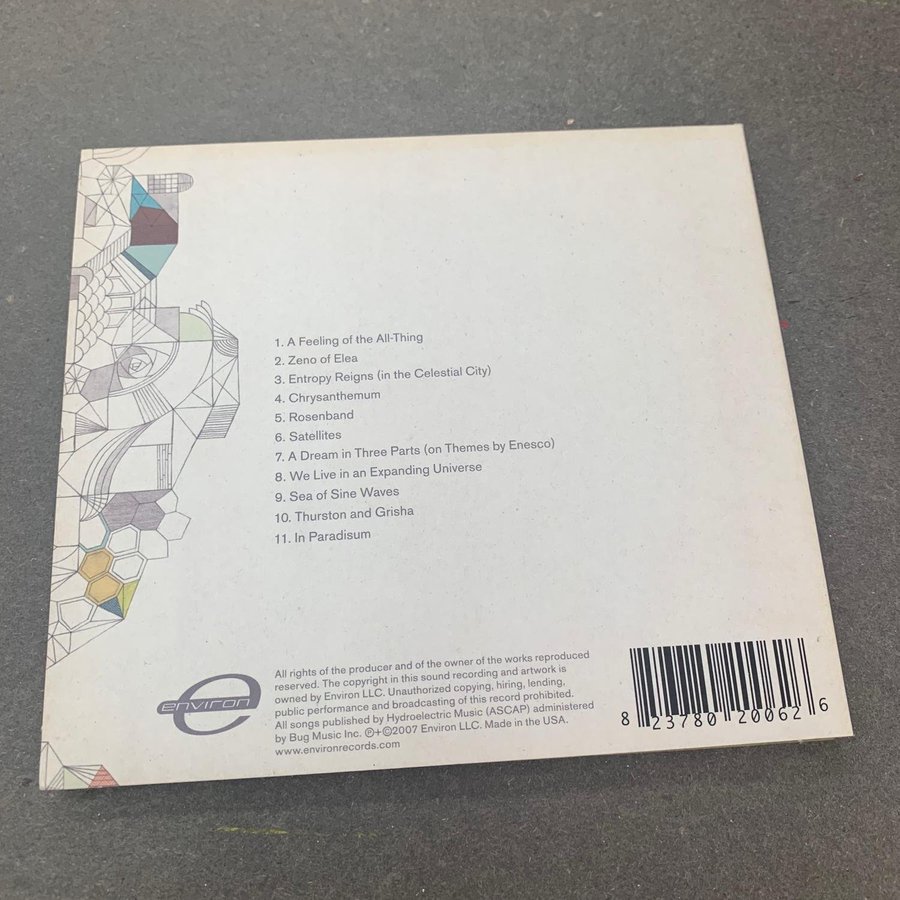 1. A Feeling of the All-Thing
2. Zeno of Elea
3. Entropy Reigns (in the Celestial City)
4. Chrysanthemum
5. Rosenband
6. Satellites
7. A Dream in Three Parts (on Themes by Enesco)
8. We Live in an Expanding Universe
9. Sea of Sine Waves
10. Thurston and Grisha
11. In Paradisum
e
environ
All rights of the producer and of the owner of the works reproduced
reserved. The copyright in this sound recording and artwork is
owned by Environ LLC. Unauthorized copying, hiring, lending,
public performance and broadcasting of this record prohibited.
All songs published by Hydroelectric Music (ASCAP) administered
by Bug Music Inc. ℗+©2007 Environ LLC. Made in the USA.
www.environrecords.com
8 23780 20062 6